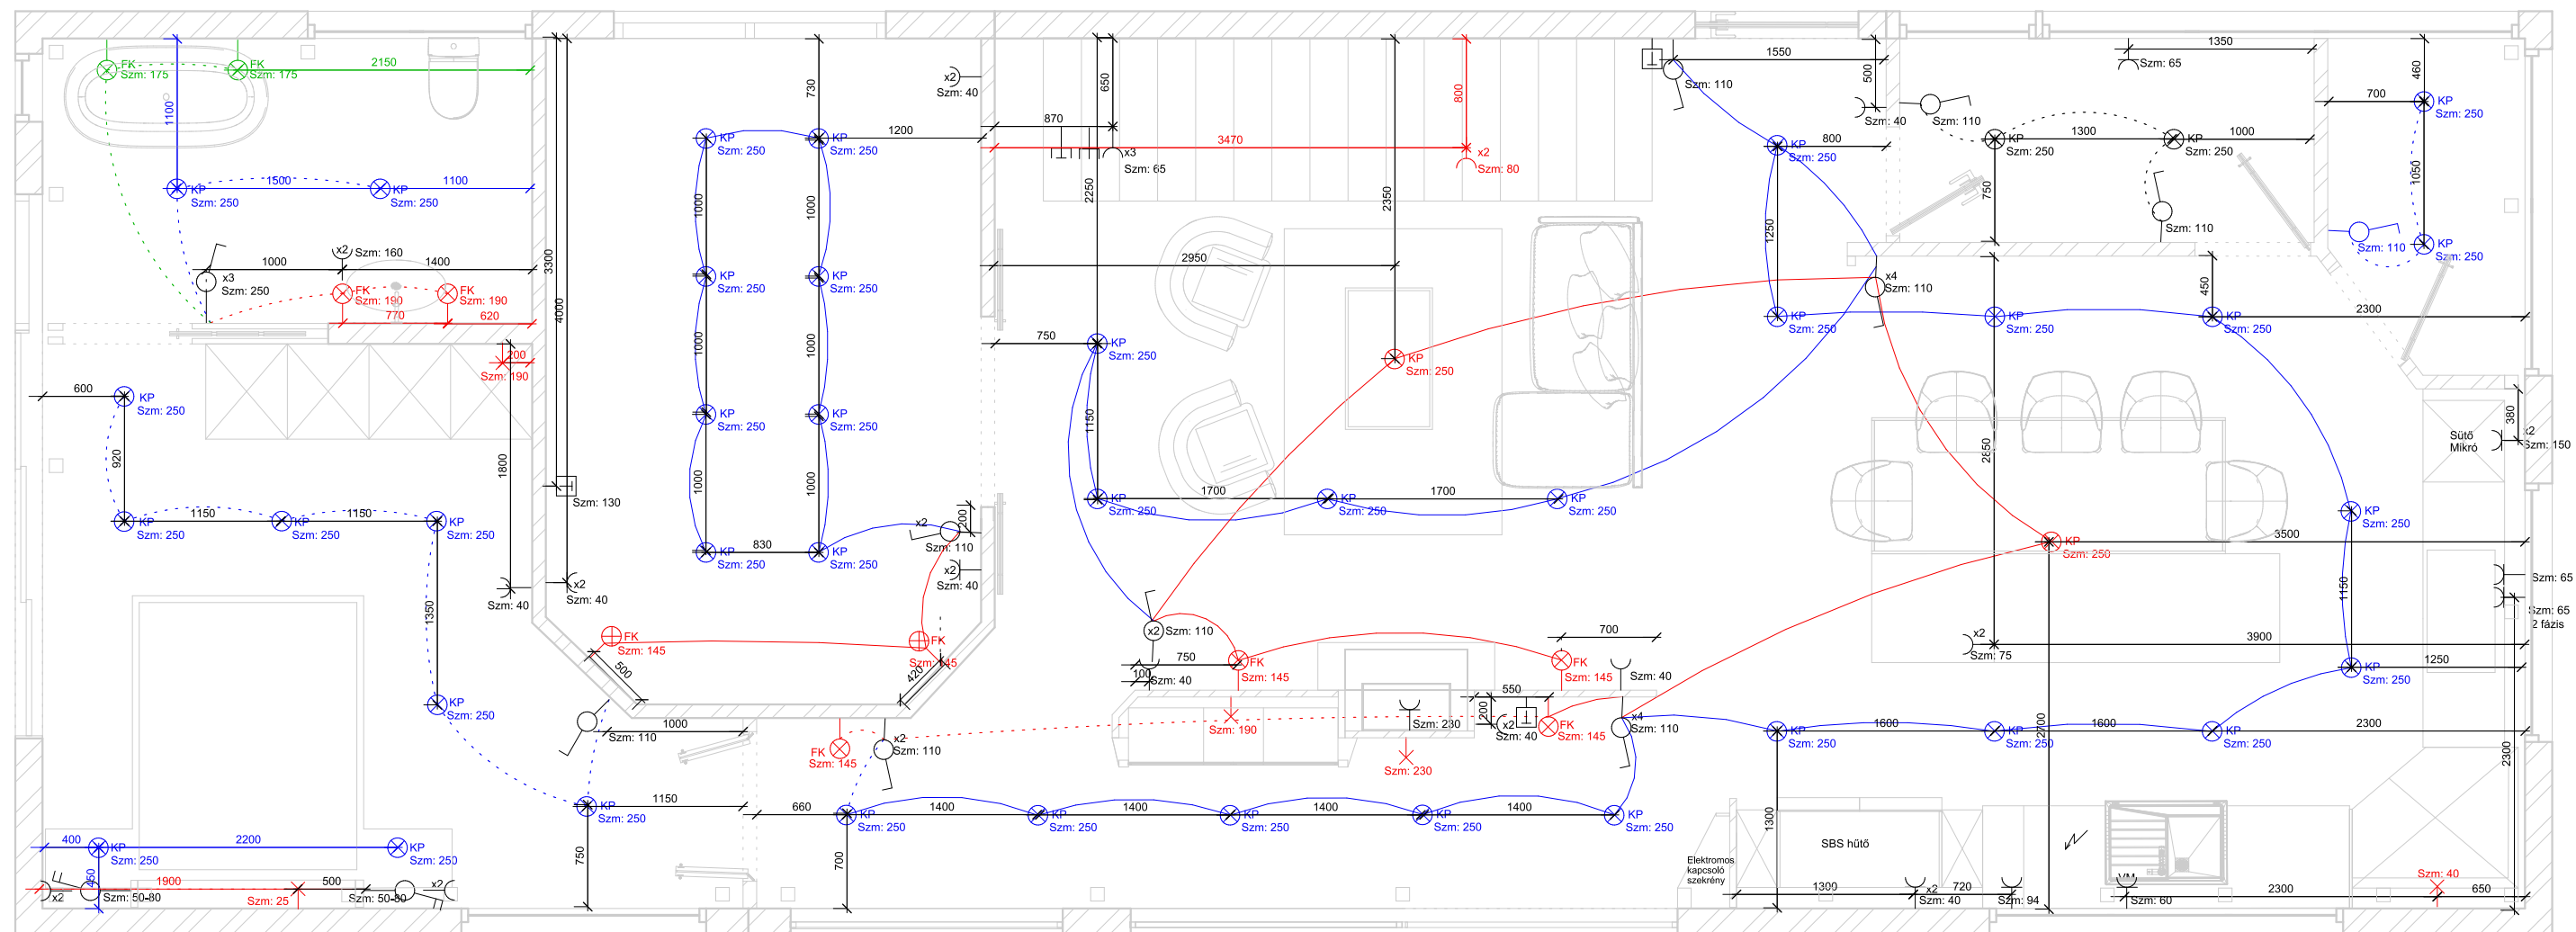 FK
Szm: 175
FK
Szm: 175
2150
1100
KP
Szm: 250
1500
KP
Szm: 250
1100
x2
Szm: 160
1000
1400
x3
Szm: 250
FK
Szm: 190
FK
Szm: 190
770
620
200
Szm: 190
600
KP
Szm: 250
920
KP
Szm: 250
1150
KP
Szm: 250
1150
KP
Szm: 250
1800
Szm: 40
1350
KP
Szm: 250
Szm: 110
1000
KP
Szm: 250
1150
750
400
KP
Szm: 250
2200
KP
Szm: 250
450
x2
Szm: 50-80
1900
Szm: 25
500
Szm: 50-80
x2
3300
4000
730
x2
Szm: 40
KP
Szm: 250
KP
Szm: 250
1200
1000
1000
KP
Szm: 250
KP
Szm: 250
1000
1000
KP
Szm: 250
KP
Szm: 250
1000
1000
Szm: 130
x2
Szm: 40
KP
Szm: 250
830
KP
Szm: 250
x2
Szm: 110
200
x2
Szm: 40
FK
Szm: 145
500
FK
Szm: 145
420
FK
Szm: 145
x2
Szm: 110
650
870
x3
Szm: 65
2250
3470
800
x2
Szm: 80
2350
2950
750
KP
Szm: 250
KP
Szm: 250
1150
KP
Szm: 250
1700
KP
Szm: 250
1700
KP
Szm: 250
x2
Szm: 110
750
100
Szm: 40
FK
Szm: 145
FK
Szm: 145
700
Szm: 40
Szm: 190
Szm: 230
Szm: 230
550
200
x2
Szm: 40
FK
Szm: 145
x4
Szm: 110
660
KP
Szm: 250
1400
KP
Szm: 250
1400
KP
Szm: 250
1400
KP
Szm: 250
1400
KP
Szm: 250
700
1550
Szm: 110
500
Szm: 40
KP
Szm: 250
800
1250
KP
Szm: 250
x4
Szm: 110
Szm: 110
1350
Szm: 65
KP
Szm: 250
1300
KP
Szm: 250
1000
750
Szm: 110
460
700
KP
Szm: 250
1050
Szm: 110
KP
Szm: 250
KP
Szm: 250
450
KP
Szm: 250
2300
2850
380
Sütő
Mikró
x2
Szm: 150
KP
Szm: 250
KP
Szm: 250
3500
1150
Szm: 65
Szm: 65
2 fázis
x2
Szm: 75
3900
KP
Szm: 250
1250
KP
Szm: 250
1600
KP
Szm: 250
1600
KP
Szm: 250
2300
2700
2300
1300
SBS hűtő
Elektromos
kapcsoló
szekrény
1300
x2
Szm: 40
720
Szm: 94
VM
Szm: 60
2300
Szm: 40
650